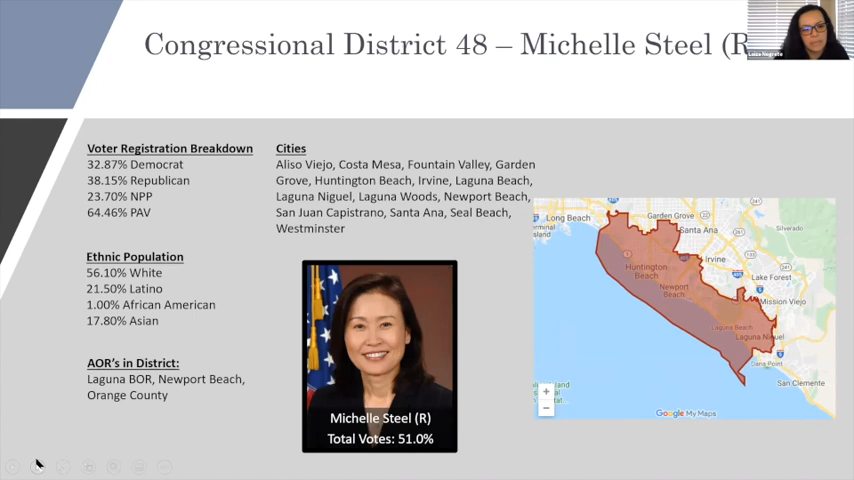 Congressional District 48 – Michelle Steel (R
Voter Registration Breakdown
32.87% Democrat
38.15% Republican
23.70% NPP
64.46% PAV
Ethnic Population
56.10% White
21.50% Latino
1.00% African American
17.80% Asian
AOR's in District:
Laguna BOR, Newport Beach,
Orange County
Cities
Aliso Viejo, Costa Mesa, Fountain Valley, Garden
Grove, Huntington Beach, Irvine, Laguna Beach,
Laguna Niguel, Laguna Woods, Newport Beach,
San Juan Capistrano, Santa Ana, Seal Beach,
Westminster
Michelle Steel (R)
Total Votes: 51.0%
Long Beach
Garden Grove
Santa Ana
Silverado
Irvine
Huntington
Beach
Lake Forest
Newport
Beach
Mission Viejo
Laguna Beach
Laguna Niguel
Dana Point
San Clemente
Google My Maps